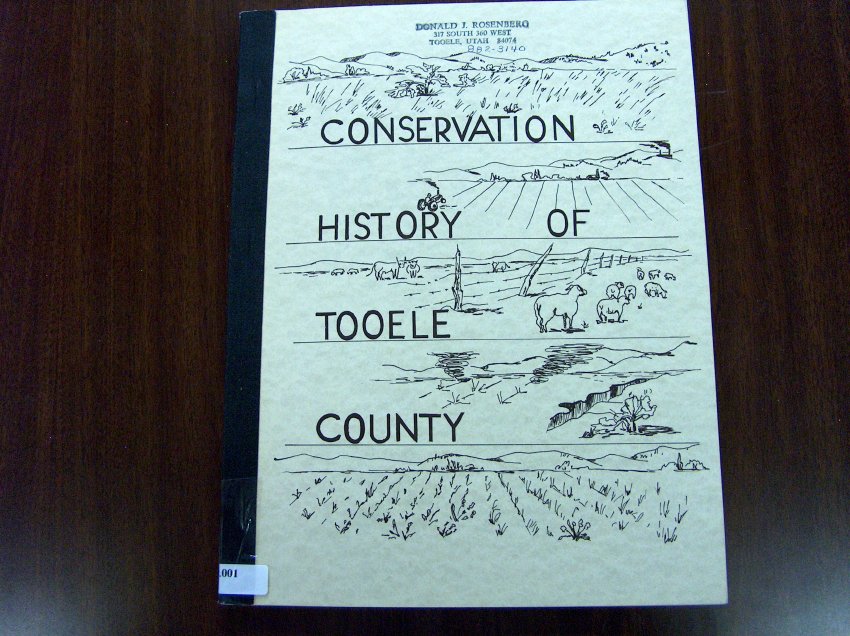 DONALD J. ROSENBERG
317 SOUTH 360 WEST
TOOELE, UTAH 84074
882-3140
CONSERVATION
HISTORY OF
TOOELE
COUNTY
.001